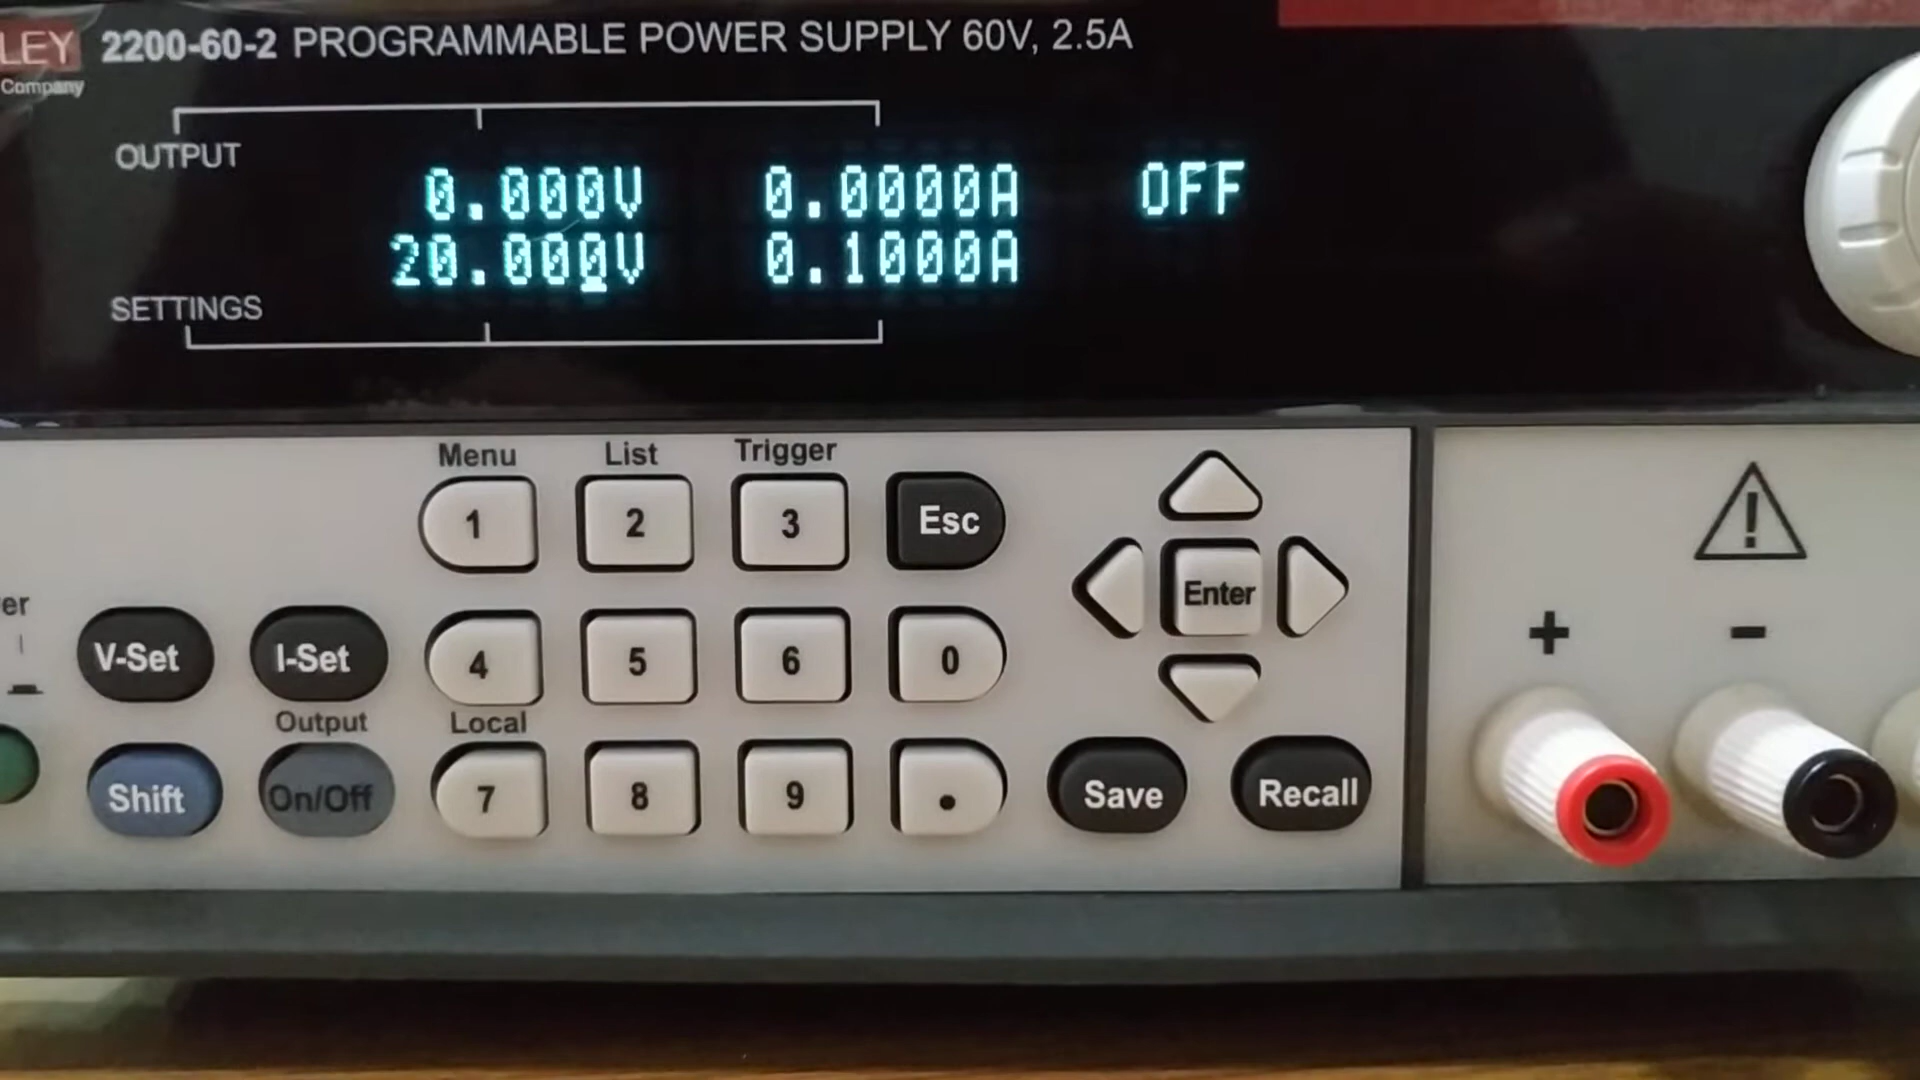 LEY 2200-60-2 PROGRAMMABLE POWER SUPPLY 60V, 2.5A
Company
OUTPUT
0.000V 0.0000A OFF
20.000V 0.1000A
SETTINGS
Menu List Trigger
1 2 3 Esc
Enter
er
V-Set I-Set 4 5 6 0
+ -
Output Local
Shift On/Off 7 8 9 . Save Recall